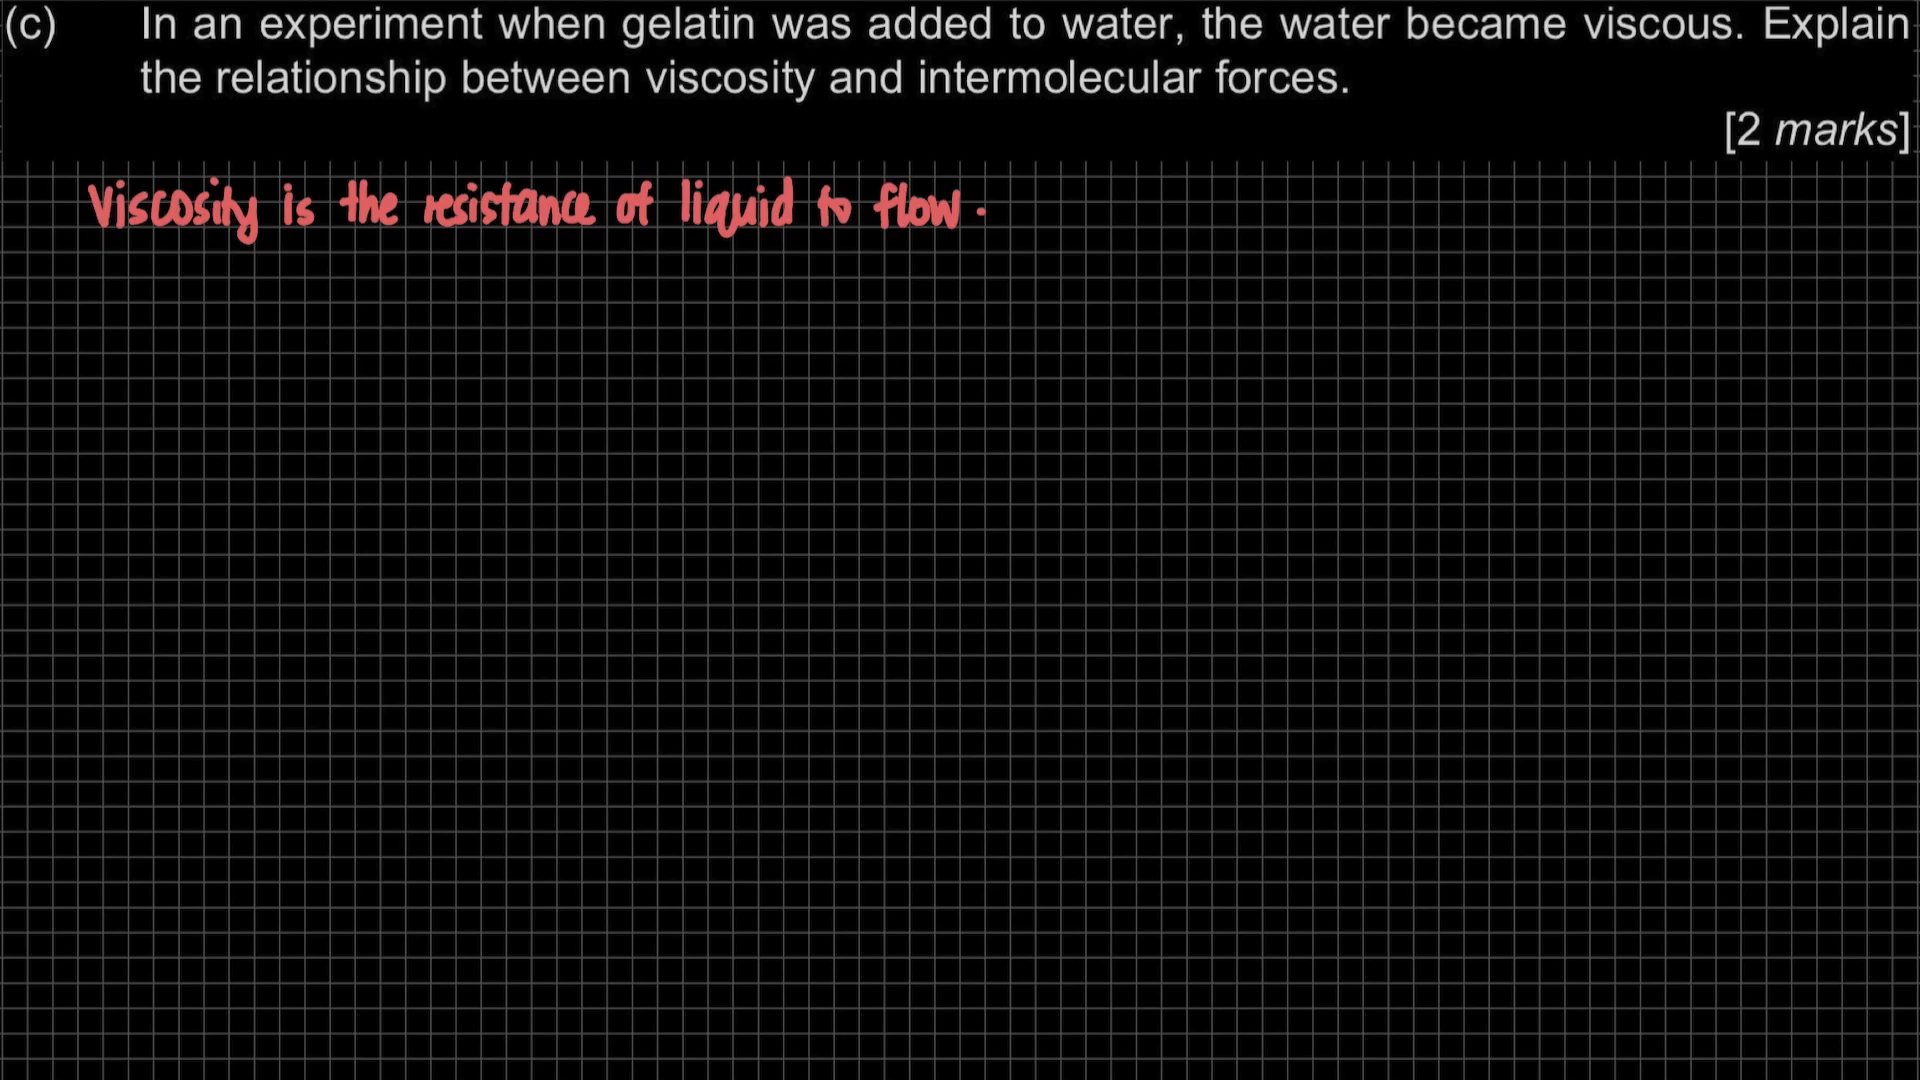 (c) In an experiment when gelatin was added to water, the water became viscous. Explain
the relationship between viscosity and intermolecular forces.
[2 marks]
Viscosity is the resistance of liquid to flow.